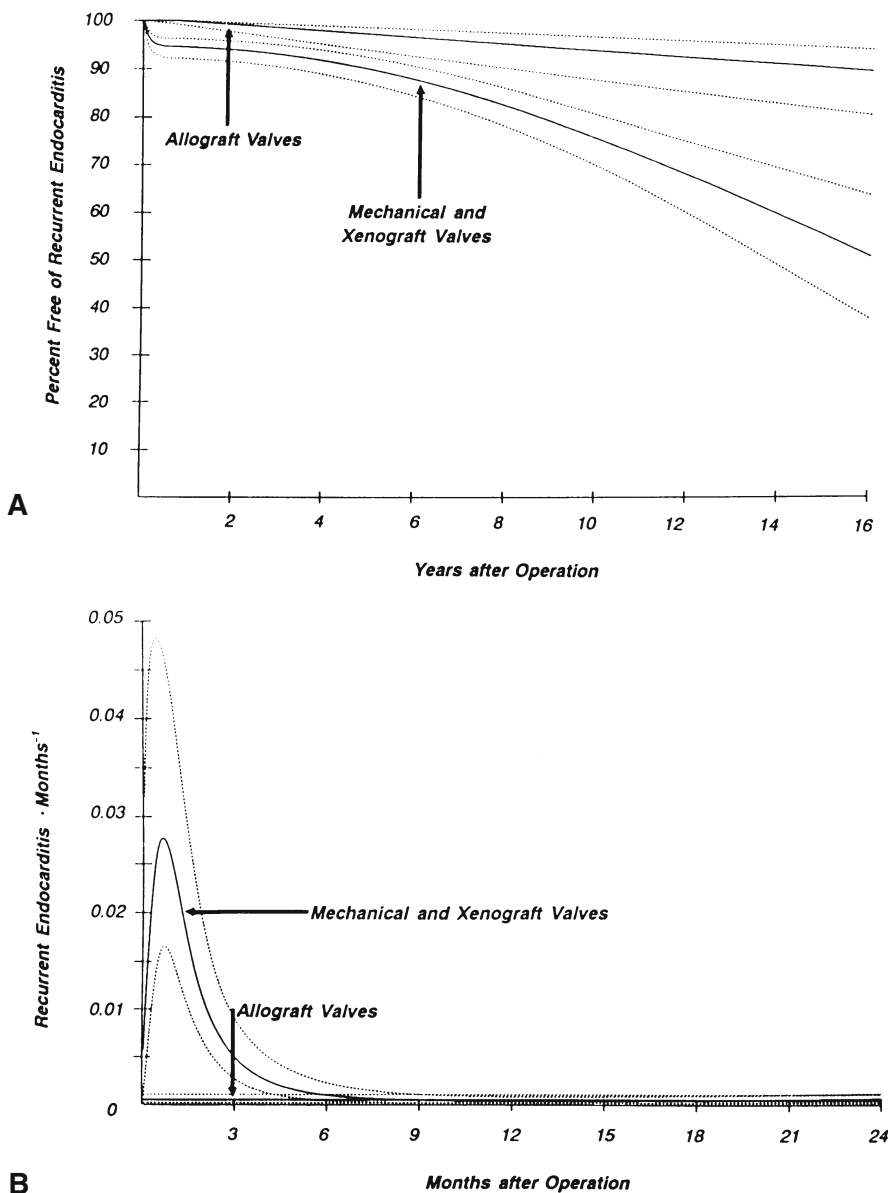 100
90
80
70
60
50
40
30
20
10
Percent Free of Recurrent Endocarditis
Allograft Valves
Mechanical and
Xenograft Valves
A
2 4 6 8 10 12 14 16
Years after Operation
0.05
0.04
0.03
0.02
0.01
0
Recurrent Endocarditis · Months⁻¹
Mechanical and Xenograft Valves
Allograft Valves
3 6 9 12 15 18 21 24
B
Months after Operation